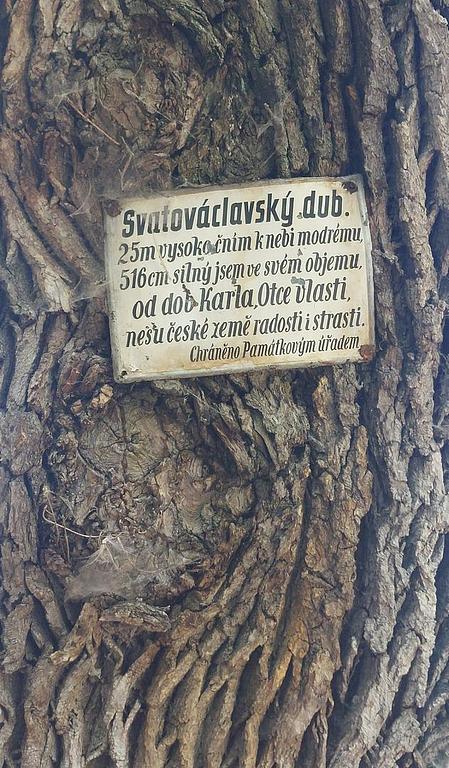 Svatováclavský dub.
25m vysoko čním k nebi modrému,
516cm silný jsem ve svém objemu,
od dob Karla, Otce vlasti,
nesu české země radosti i strasti.
Chráněno Památkovým úřadem.